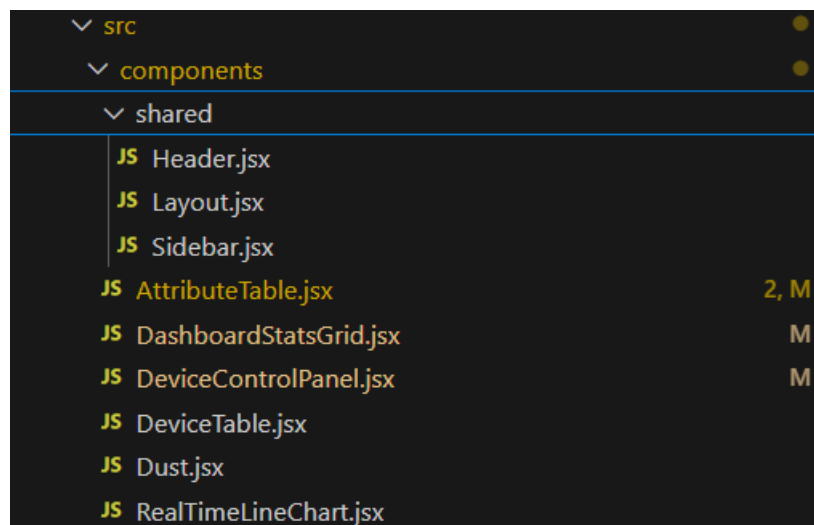 src
components
shared
JS Header.jsx
JS Layout.jsx
JS Sidebar.jsx
JS AttributeTable.jsx 2, M
JS DashboardStatsGrid.jsx M
JS DeviceControlPanel.jsx M
JS DeviceTable.jsx
JS Dust.jsx
JS RealTimeLineChart.jsx